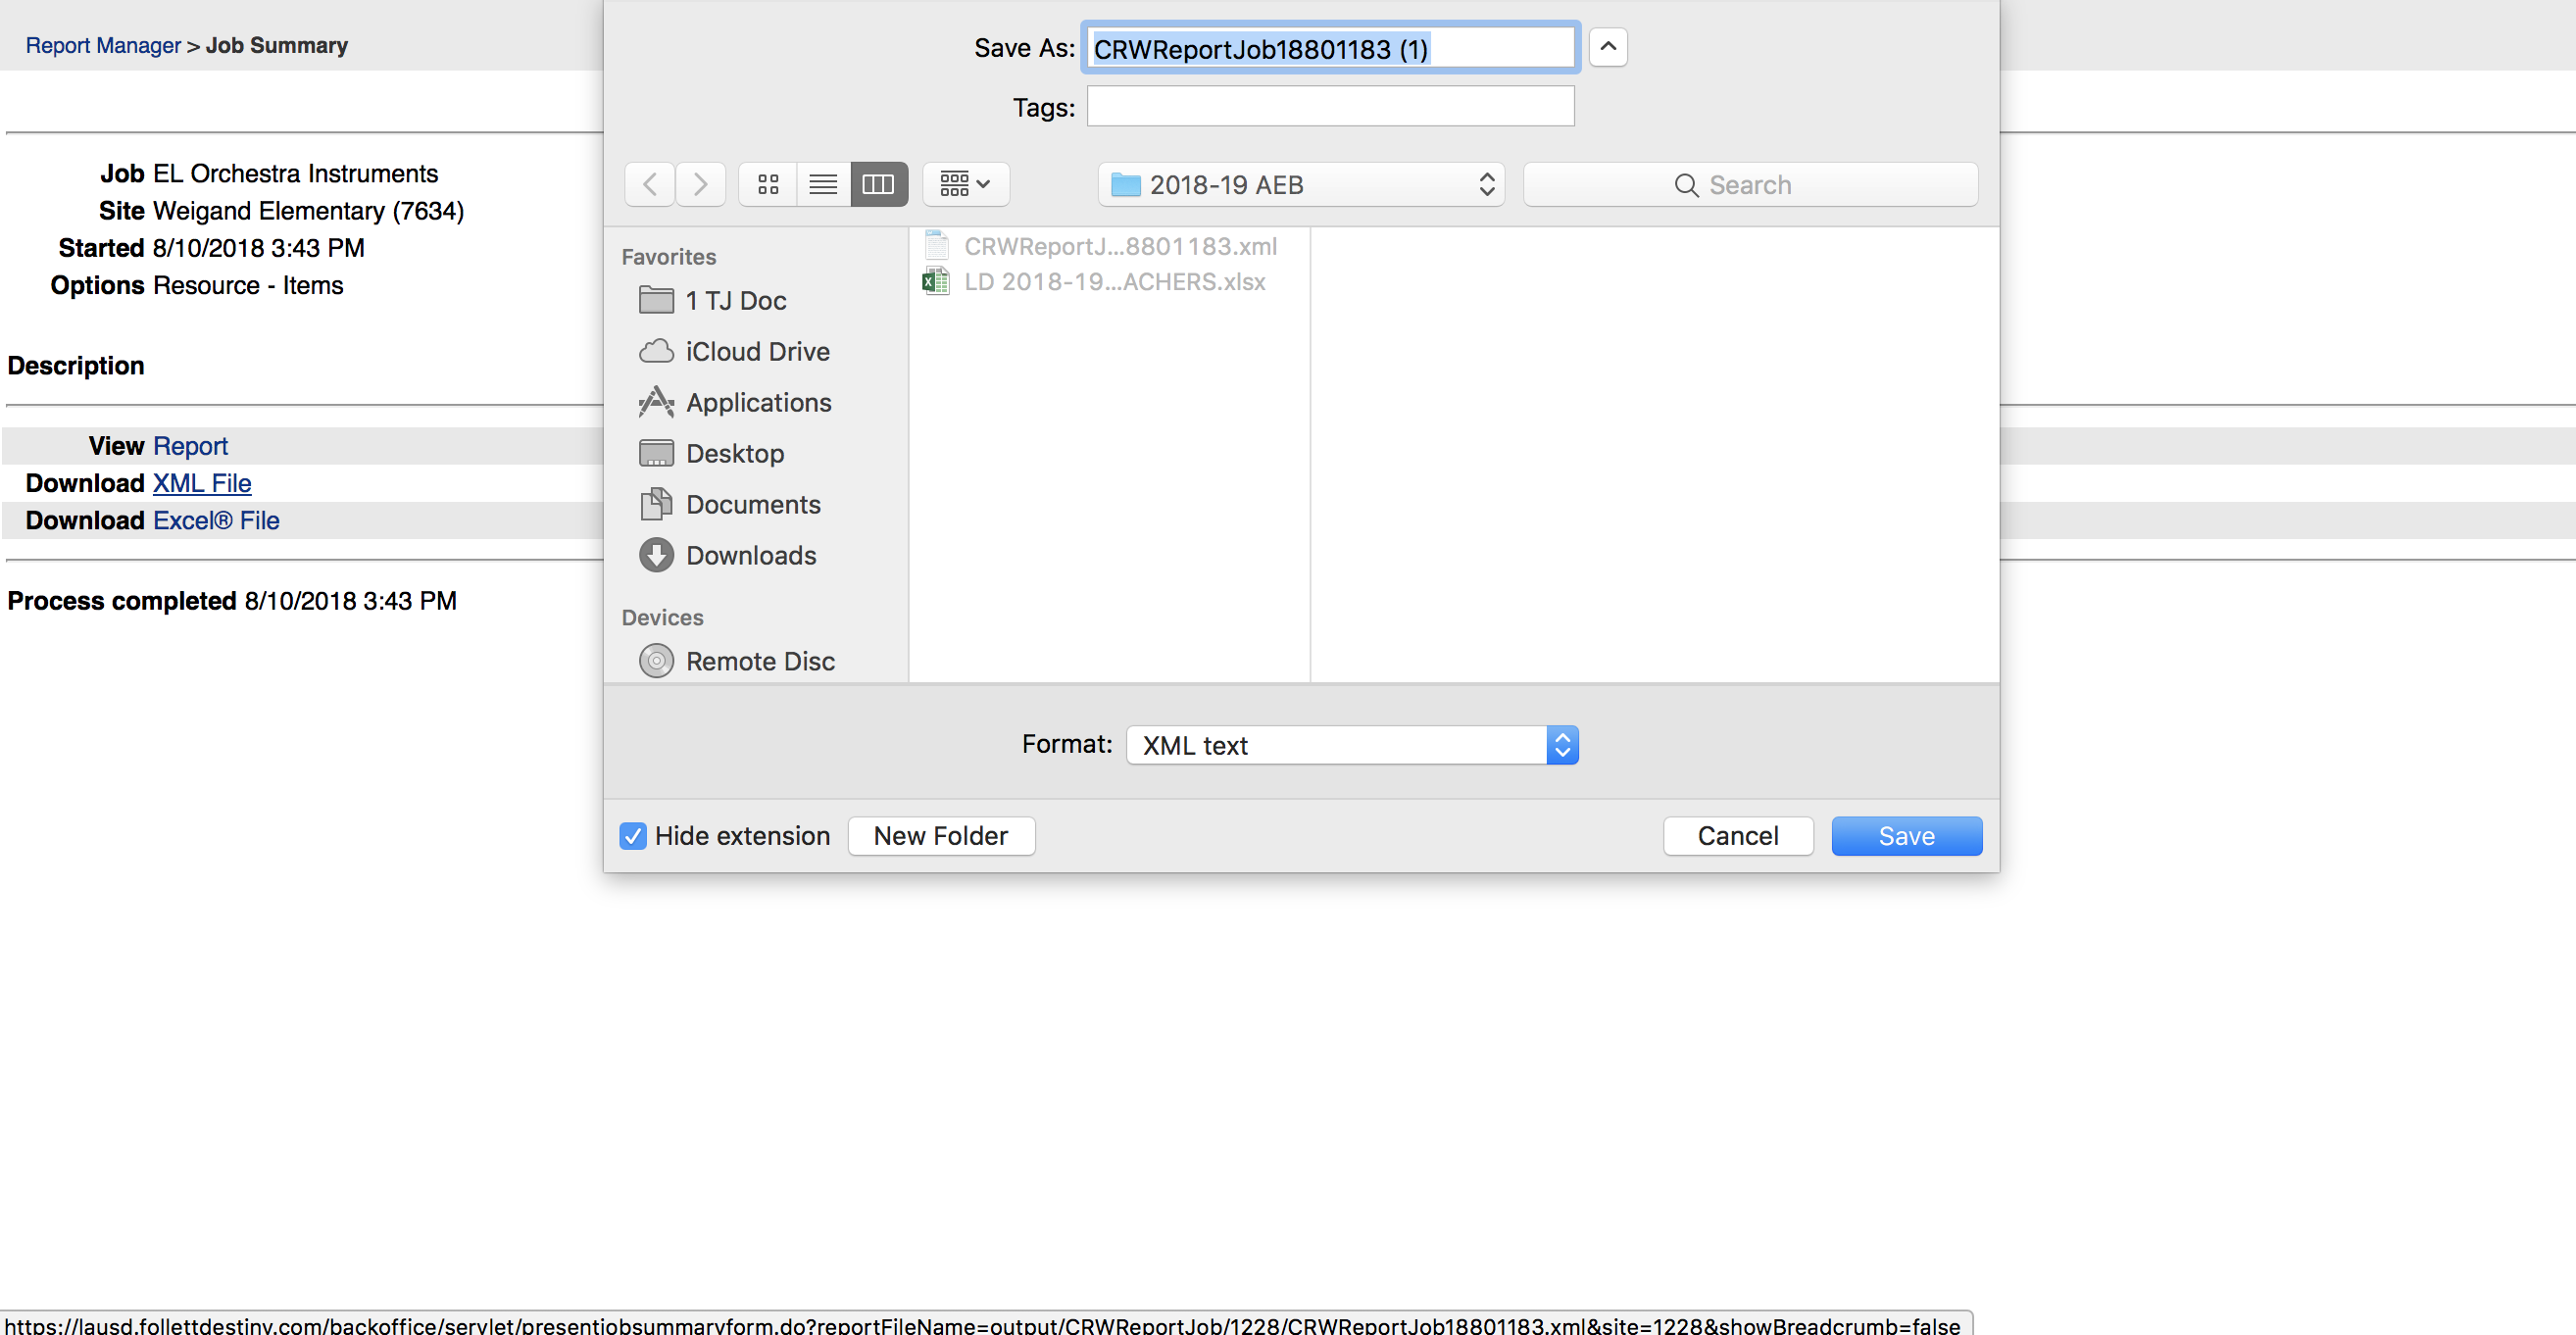 Report Manager > Job Summary
Job EL Orchestra Instruments
Site Weigand Elementary (7634)
Started 8/10/2018 3:43 PM
Options Resource - Items
Description
View Report
Download XML File
Download Excel® File
Process completed 8/10/2018 3:43 PM
Save As: CRWReportJob18801183 (1)
Tags:
2018-19 AEB
Search
Favorites
1 TJ Doc
iCloud Drive
Applications
Desktop
Documents
Downloads
Devices
Remote Disc
CRWReportJ...8801183.xml
LD 2018-19...ACHERS.xlsx
Format: XML text
Hide extension
New Folder
Cancel
Save
https://lausd.follettdestiny.com/backoffice/servlet/presentjobsummaryform.do?reportFileName=output/CRWReportJob/1228/CRWReportJob18801183.xml&site=1228&showBreadcrumb=false